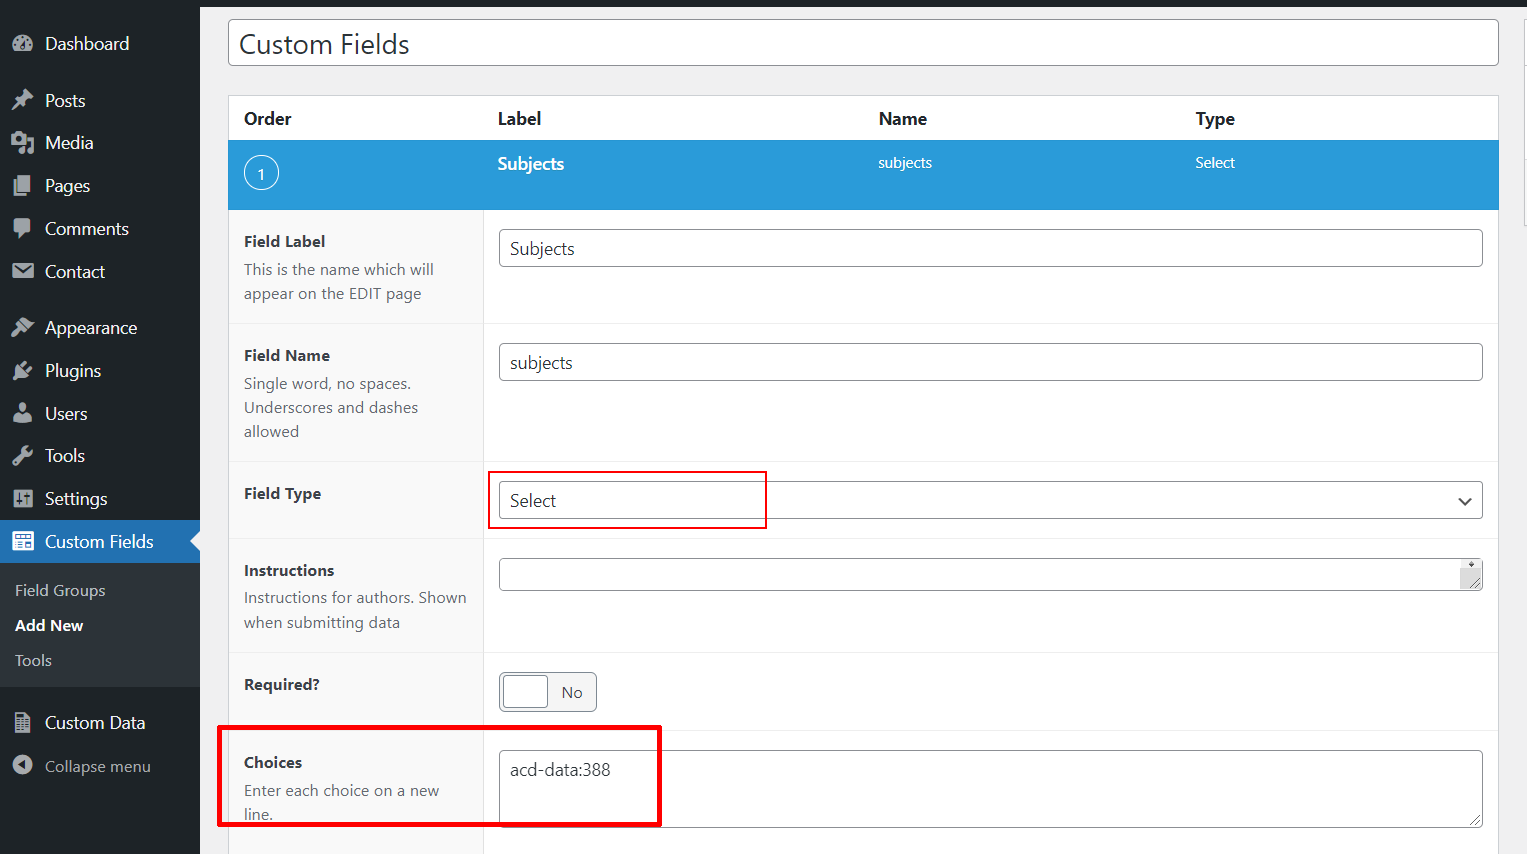 Dashboard
Posts
Media
Pages
Comments
Contact
Appearance
Plugins
Users
Tools
Settings
Custom Fields
Field Groups
Add New
Tools
Custom Data
Collapse menu
Custom Fields
Order Label Name Type
1 Subjects subjects Select
Field Label
This is the name which will
appear on the EDIT page
Subjects
Field Name
Single word, no spaces.
Underscores and dashes
allowed
subjects
Field Type
Select
Instructions
Instructions for authors. Shown
when submitting data
Required?
No
Choices
Enter each choice on a new
line.
acd-data:388